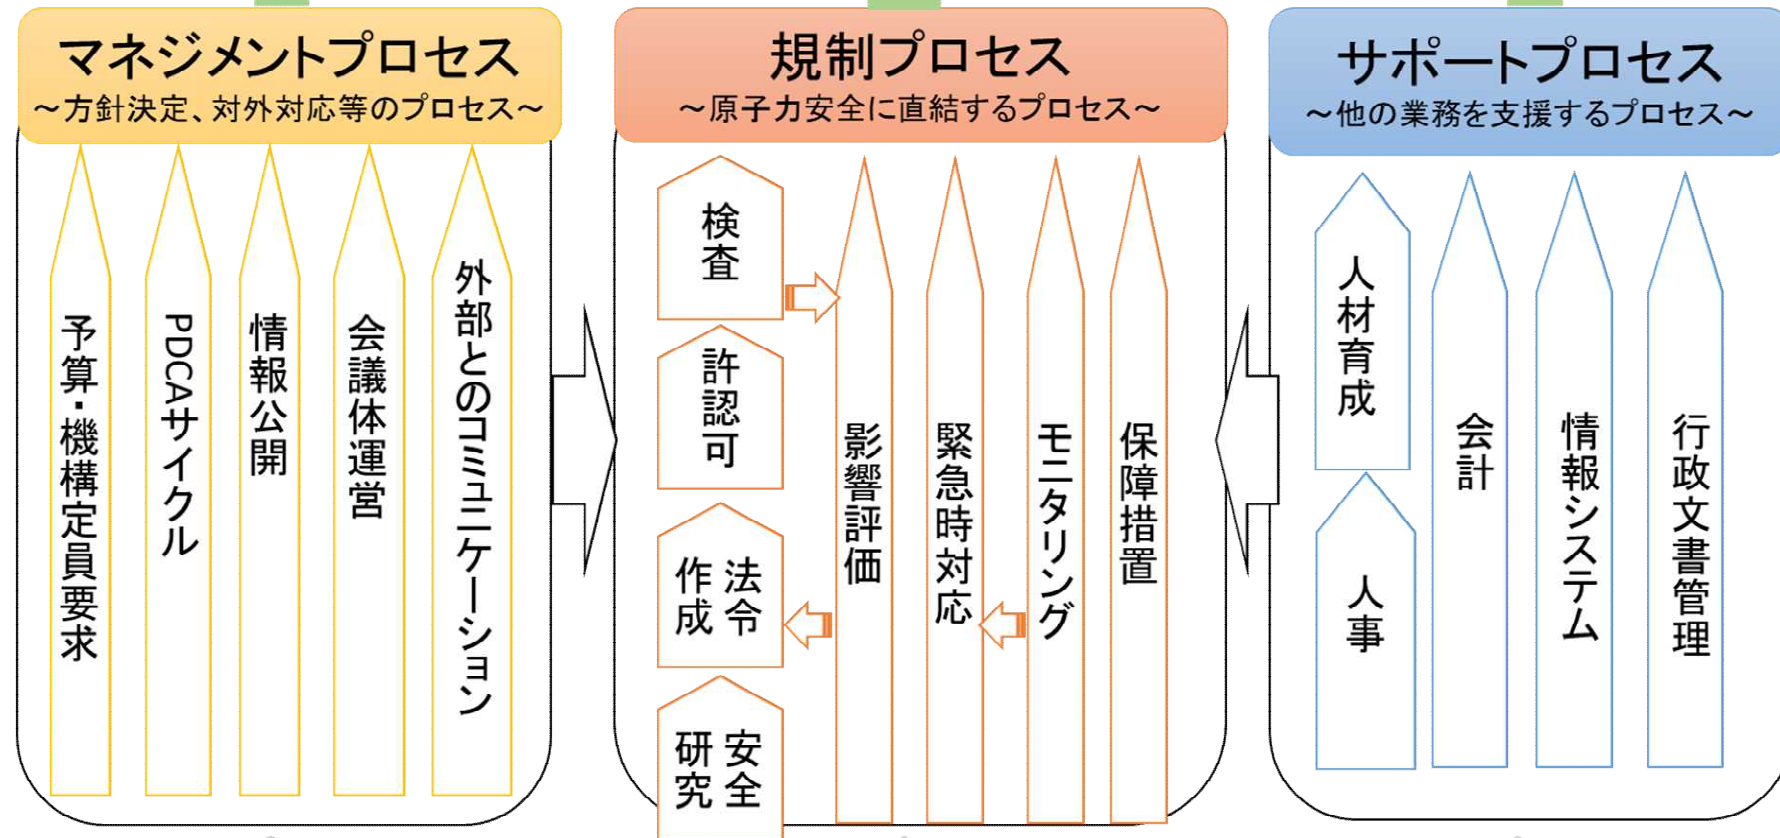 マネジメントプロセス
～方針決定、対外対応等のプロセス～
予算・機構定員要求
PDCAサイクル
情報公開
会議体運営
外部とのコミュニケーション
規制プロセス
～原子力安全に直結するプロセス～
検査
許認可
法令
作成
安全
研究
影響評価
緊急時対応
モニタリング
保障措置
サポートプロセス
～他の業務を支援するプロセス～
人材育成
人事
会計
情報システム
行政文書管理